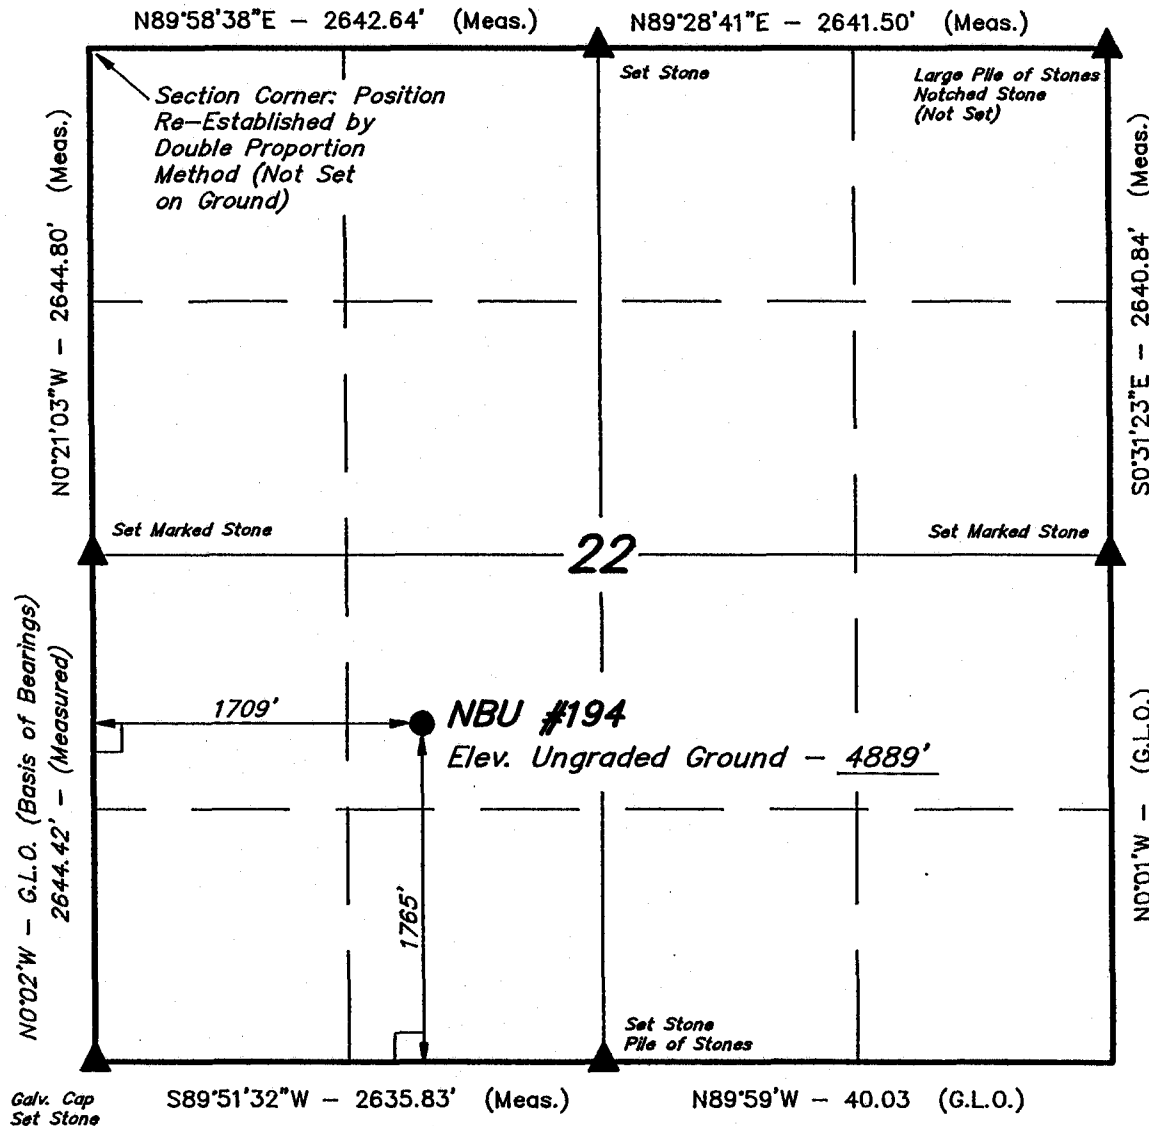 N89°58'38"E - 2642.64' (Meas.)
N89°28'41"E - 2641.50' (Meas.)
Set Stone
Large Pile of Stones
Notched Stone
(Not Set)
Section Corner: Position
Re-Established by
Double Proportion
Method (Not Set
on Ground)
N0°21'03"W - 2644.80' (Meas.)
S0°31'23"E - 2640.84' (Meas.)
Set Marked Stone
22
Set Marked Stone
N0°02'W - G.L.O. (Basis of Bearings)
2644.42' - (Measured)
1709'
NBU #194
Elev. Ungraded Ground - 4889'
1765'
N0°01'W - (G.L.O.)
Set Stone
Pile of Stones
Galv. Cap
Set Stone
S89°51'32"W - 2635.83' (Meas.)
N89°59'W - 40.03 (G.L.O.)